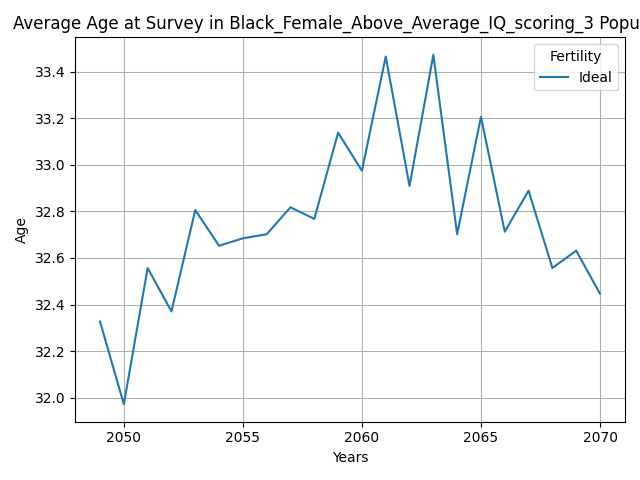 Average Age at Survey in Black_Female_Above_Average_IQ_scoring_3 Popu
Fertility
Ideal
33.4
33.2
33.0
32.8
32.6
32.4
32.2
32.0
Age
2050 2055 2060 2065 2070
Years